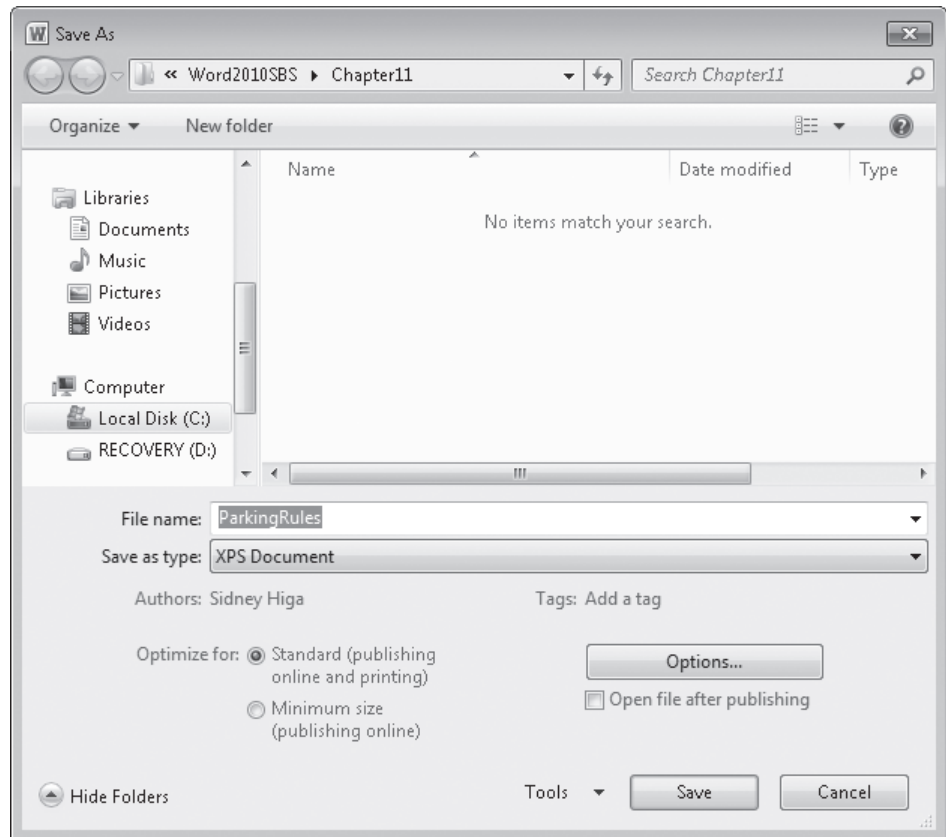 W Save As
« Word2010SBS ▸ Chapter11
Search Chapter11
Organize
New folder
Name
Date modified
Type
No items match your search.
Libraries
Documents
Music
Pictures
Videos
Computer
Local Disk (C:)
RECOVERY (D:)
File name: ParkingRules
Save as type: XPS Document
Authors: Sidney Higa
Tags: Add a tag
Optimize for: Standard (publishing
online and printing)
Minimum size
(publishing online)
Options...
Open file after publishing
Hide Folders
Tools
Save
Cancel